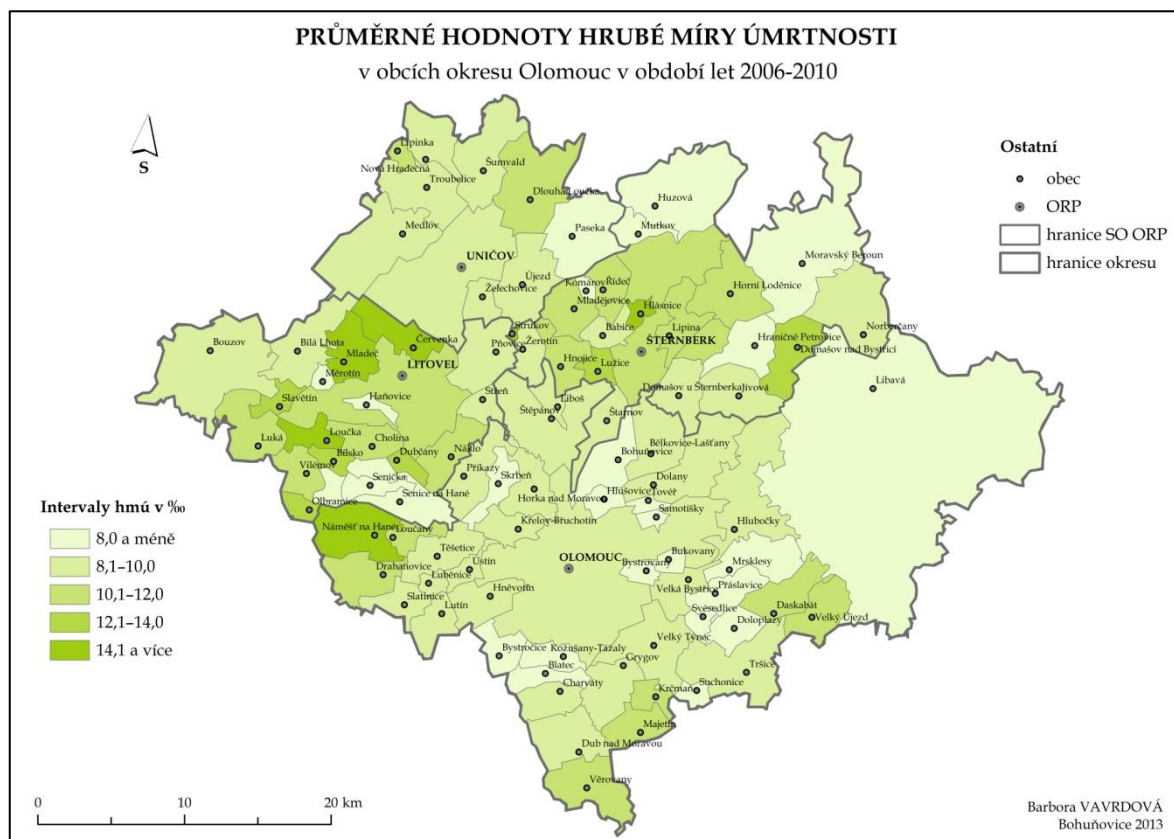 PRŮMĚRNÉ HODNOTY HRUBÉ MÍRY ÚMRTNOSTI
v obcích okresu Olomouc v období let 2006-2010
S
Ostatní
obec
ORP
hranice SO ORP
hranice okresu
Lipinka
Nová Hradečná
Troubelice
Šumvald
Dlouhá Loučka
Huzová
Mutkov
Paseka
Medlov
UNIČOV
Moravský Beroun
Újezd
Želechovice
Komárov
Řídeč
Mladějovice
Horní Loděnice
Hlásnice
Strukov
Babice
Lipina
Norberčany
Bouzov
Bílá Lhota
Červenka
Pňovice
Žerotín
ŠTERNBERK
Hraničné Petrovice
Domašov nad Bystřicí
Mladeč
LITOVEL
Hnojice
Lužice
Měrotín
Libavá
Slavětín
Haňovice
Střeň
Domašov u Šternberka
Jívová
Liboš
Štěpánov
Štarnov
Loučka
Luká
Cholina
Bělkovice-Lašťany
Bohuňovice
Bílsko
Dubčany
Náklo
Vilémov
Příkazy
Skrbeň
Dolany
Senička
Senice na Hané
Horka nad Moravou
Hlušovice
Tovéř
Samotíšky
Olbramice
Křelov-Břuchotín
Hlubočky
Náměšť na Hané
Loučany
Těšetice
Ústín
OLOMOUC
Bukovany
Bystrovany
Mrsklesy
Drahanovice
Luběnice
Velká Bystřice
Přáslavice
Slatinice
Hněvotín
Lutín
Svésedlice
Doloplazy
Daskabát
Velký Újezd
Bystročice
Kožušany-Tážaly
Velký Týnec
Blatec
Grygov
Tršice
Charváty
Krčmaň
Suchonice
Majetín
Dub nad Moravou
Věrovany
Intervaly hmú v ‰
8,0 a méně
8,1–10,0
10,1–12,0
12,1–14,0
14,1 a více
0 10 20 km
Barbora VAVRDOVÁ
Bohuňovice 2013